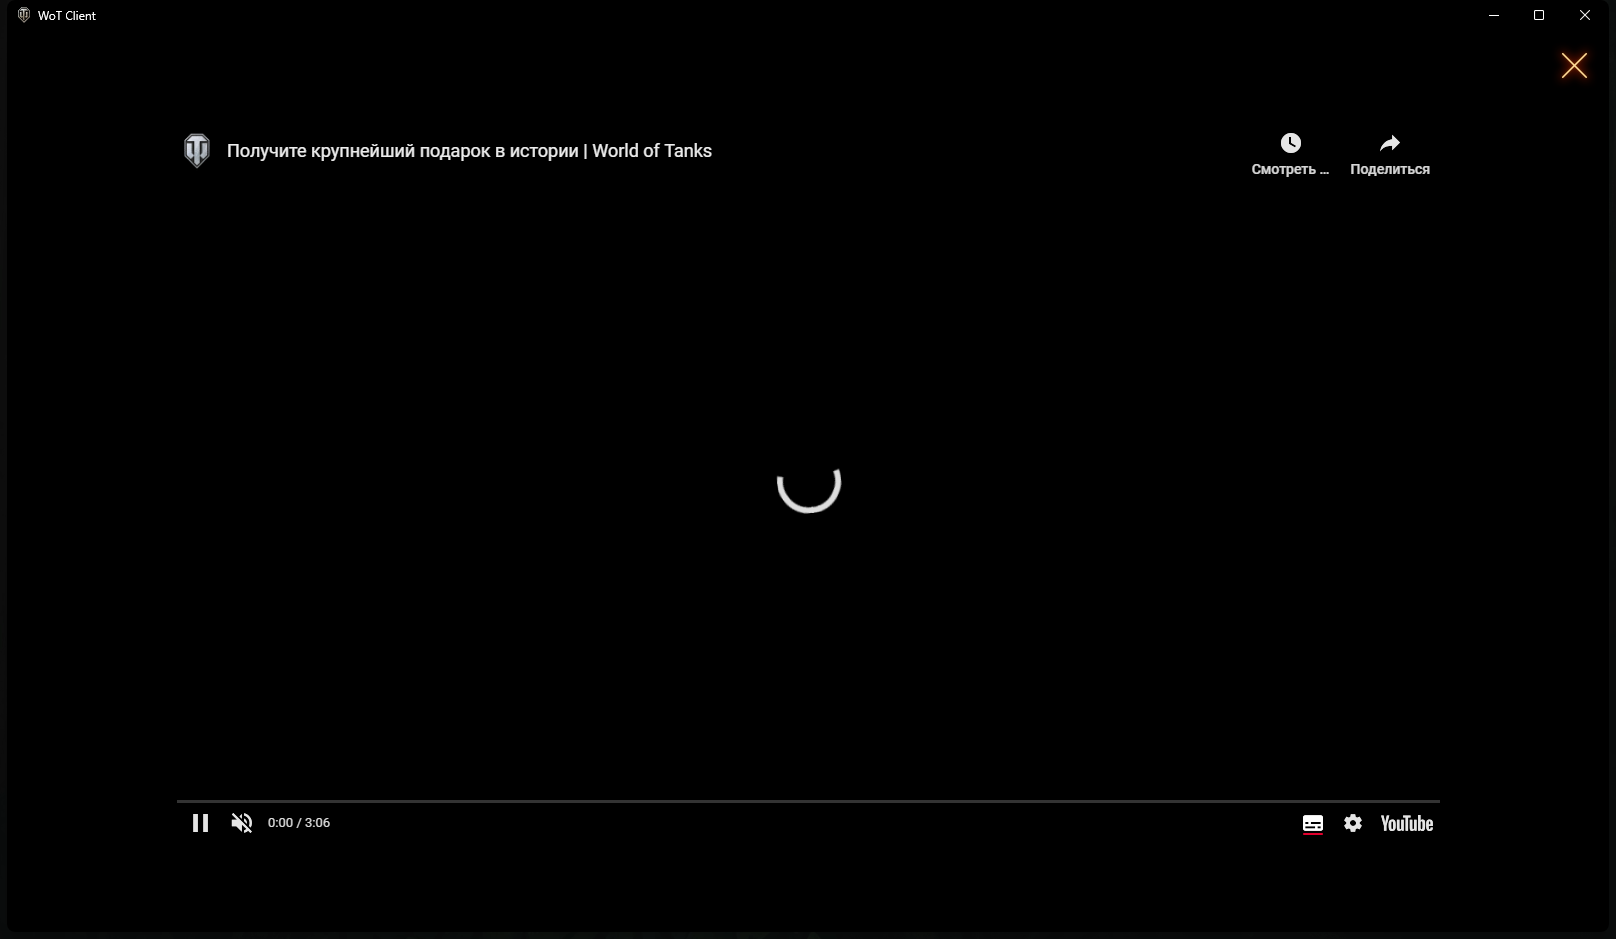 WoT Client
Получите крупнейший подарок в истории | World of Tanks
Смотреть ...
Поделиться
0:00 / 3:06
YouTube